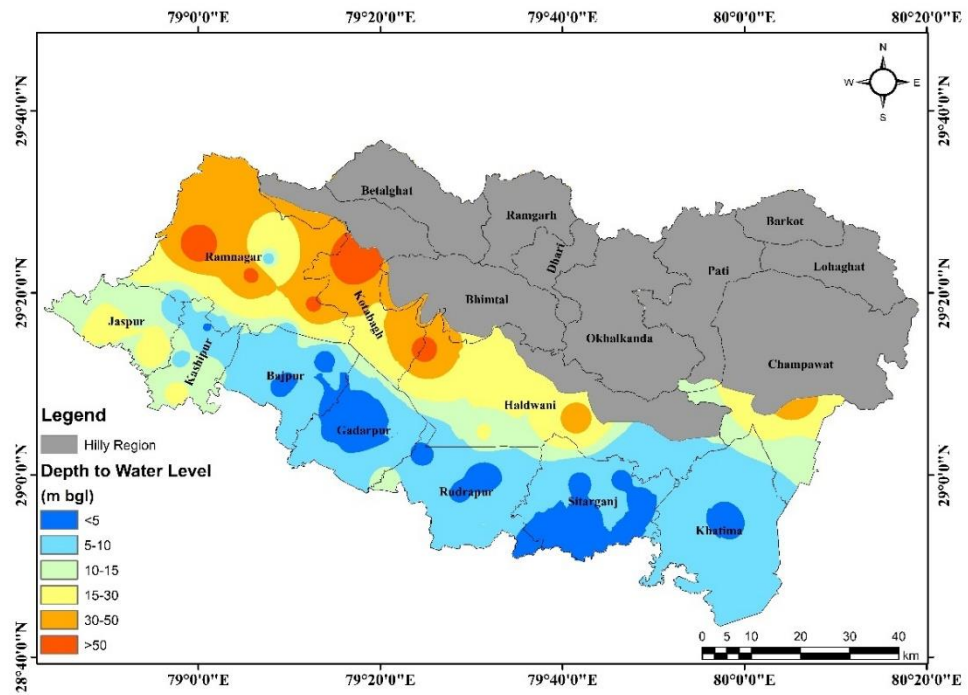 79°0'0"E 79°20'0"E 79°40'0"E 80°0'0"E 80°20'0"E
N
W E
S
29°40'0"N 29°40'0"N
Betalghat
Ramgarh
Barkot
Dhari
Ramnagar
Pati
Lohaghat
29°20'0"N 29°20'0"N
Bhimtal
Kotabagh
Jaspur
Okhalkanda
Kashipur
Champawat
Bajpur
Haldwani
Gadarpur
Legend
Hilly Region
Depth to Water Level
(m bgl)
<5
5-10
10-15
15-30
30-50
>50
29°0'0"N 29°0'0"N
Rudrapur
Sitarganj
Khatima
0 5 10 20 30 40
km
28°40'0"N 28°40'0"N
79°0'0"E 79°20'0"E 79°40'0"E 80°0'0"E 80°20'0"E